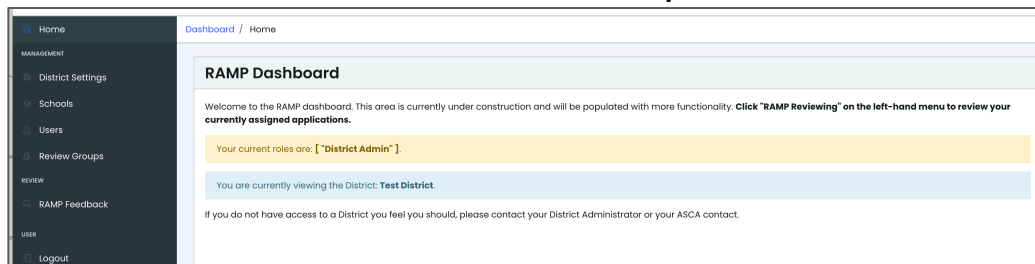 Home
Dashboard / Home
MANAGEMENT
District Settings
Schools
Users
Review Groups
REVIEW
RAMP Feedback
USER
Logout
RAMP Dashboard
Welcome to the RAMP dashboard. This area is currently under construction and will be populated with more functionality. Click "RAMP Reviewing" on the left-hand menu to review your
currently assigned applications.
Your current roles are: [ "District Admin" ].
You are currently viewing the District: Test District.
If you do not have access to a District you feel you should, please contact your District Administrator or your ASCA contact.